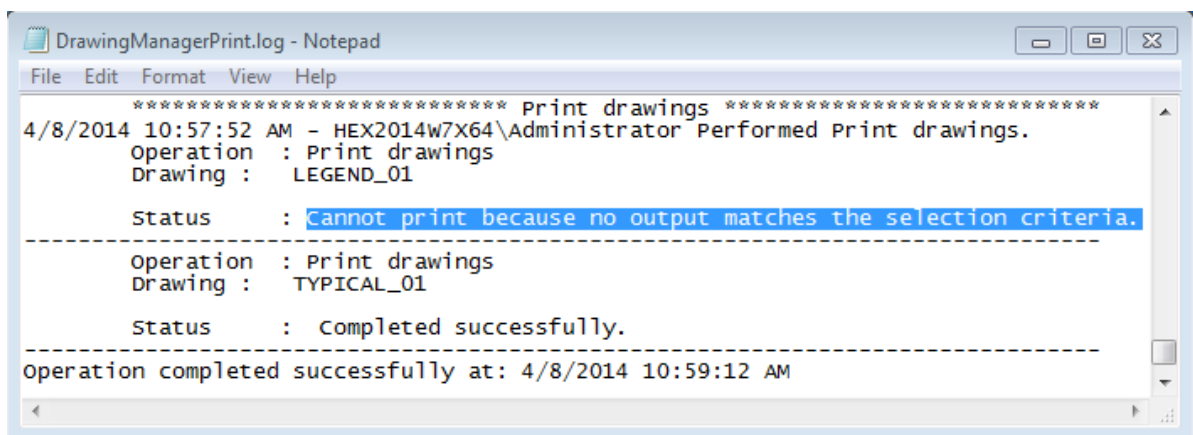 DrawingManagerPrint.log - Notepad
File Edit Format View Help
**************************** Print drawings ****************************
4/8/2014 10:57:52 AM - HEX2014W7X64\Administrator Performed Print drawings.
Operation : Print drawings
Drawing : LEGEND_01
Status : Cannot print because no output matches the selection criteria.
--------------------------------------------------------------------------------
Operation : Print drawings
Drawing : TYPICAL_01
Status : Completed successfully.
--------------------------------------------------------------------------------
Operation completed successfully at: 4/8/2014 10:59:12 AM